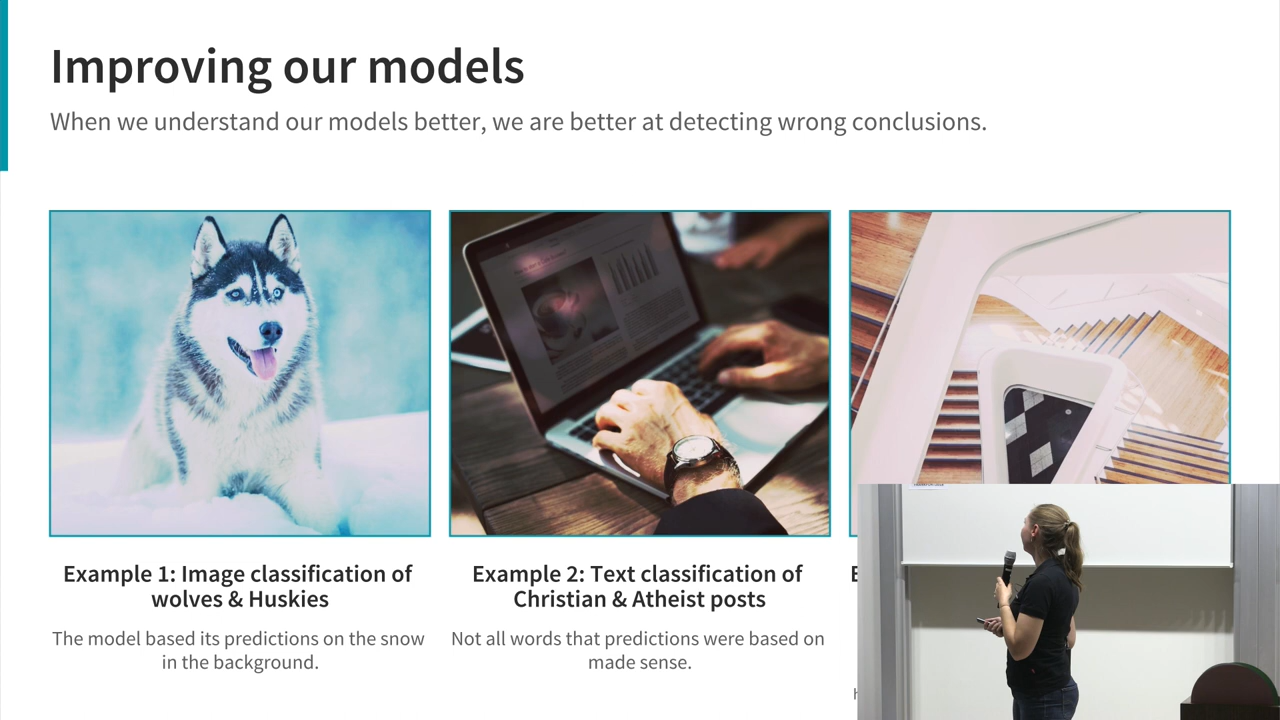 Improving our models
When we understand our models better, we are better at detecting wrong conclusions.
Example 1: Image classification of
wolves & Huskies
The model based its predictions on the snow
in the background.
Example 2: Text classification of
Christian & Atheist posts
Not all words that predictions were based on
made sense.